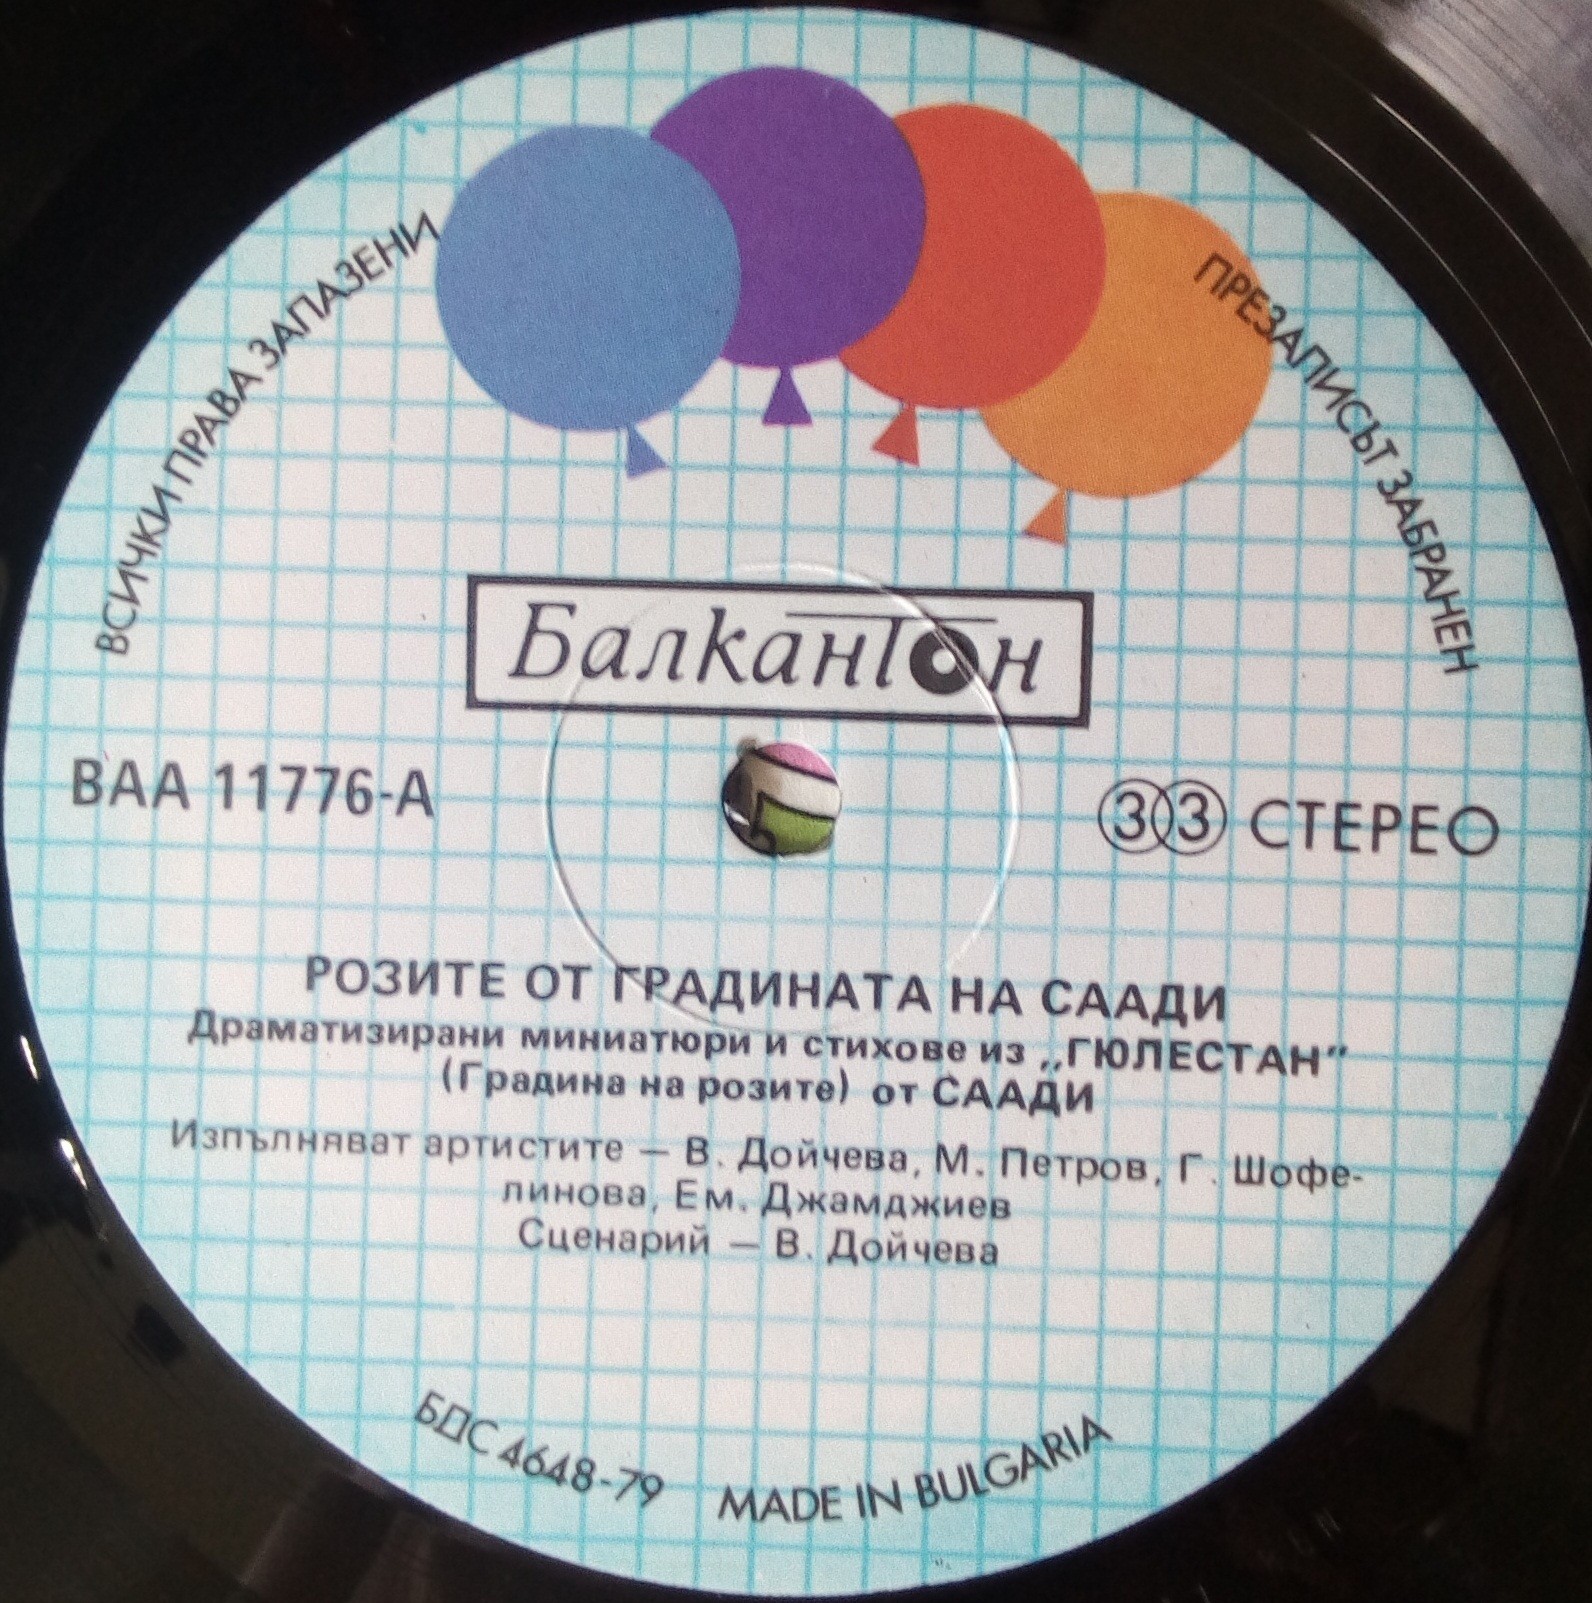 ВСИЧКИ ПРАВА ЗАПАЗЕНИ
ПРЕЗАПИСЪТ ЗАБРАНЕН
Балкантон
ВАА 11776-А
33 СТЕРЕО
РОЗИТЕ ОТ ГРАДИНАТА НА СААДИ
Драматизирани миниатюри и стихове из „ГЮЛЕСТАН”
(Градина на розите) от СААДИ
Изпълняват артистите — В. Дойчева, М. Петров, Г. Шофе-
линова, Ем. Джамджиев
Сценарий — В. Дойчева
БДС 4648-79
MADE IN BULGARIA